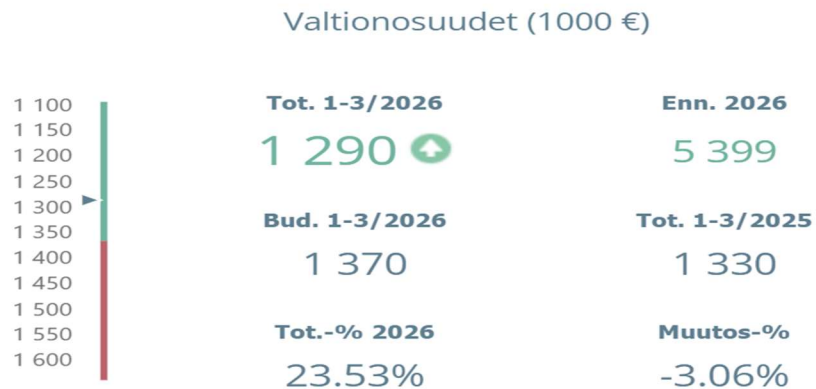 Valtionosuudet (1000 €)
1 100
1 150
1 200
1 250
1 300
1 350
1 400
1 450
1 500
1 550
1 600
Tot. 1-3/2026
1 290
Enn. 2026
5 399
Bud. 1-3/2026
1 370
Tot. 1-3/2025
1 330
Tot.-% 2026
23.53%
Muutos-%
-3.06%